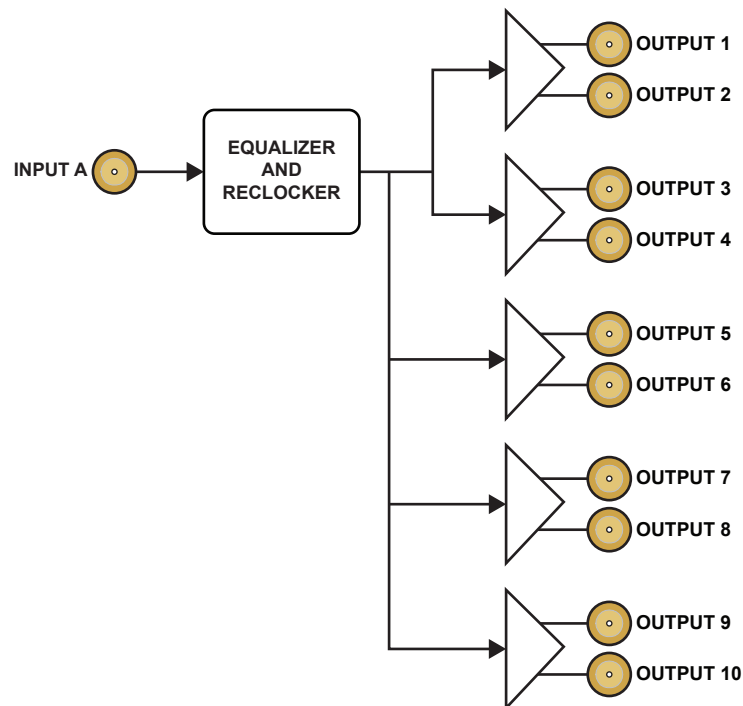 INPUT A
EQUALIZER
AND
RECLOCKER
OUTPUT 1
OUTPUT 2
OUTPUT 3
OUTPUT 4
OUTPUT 5
OUTPUT 6
OUTPUT 7
OUTPUT 8
OUTPUT 9
OUTPUT 10